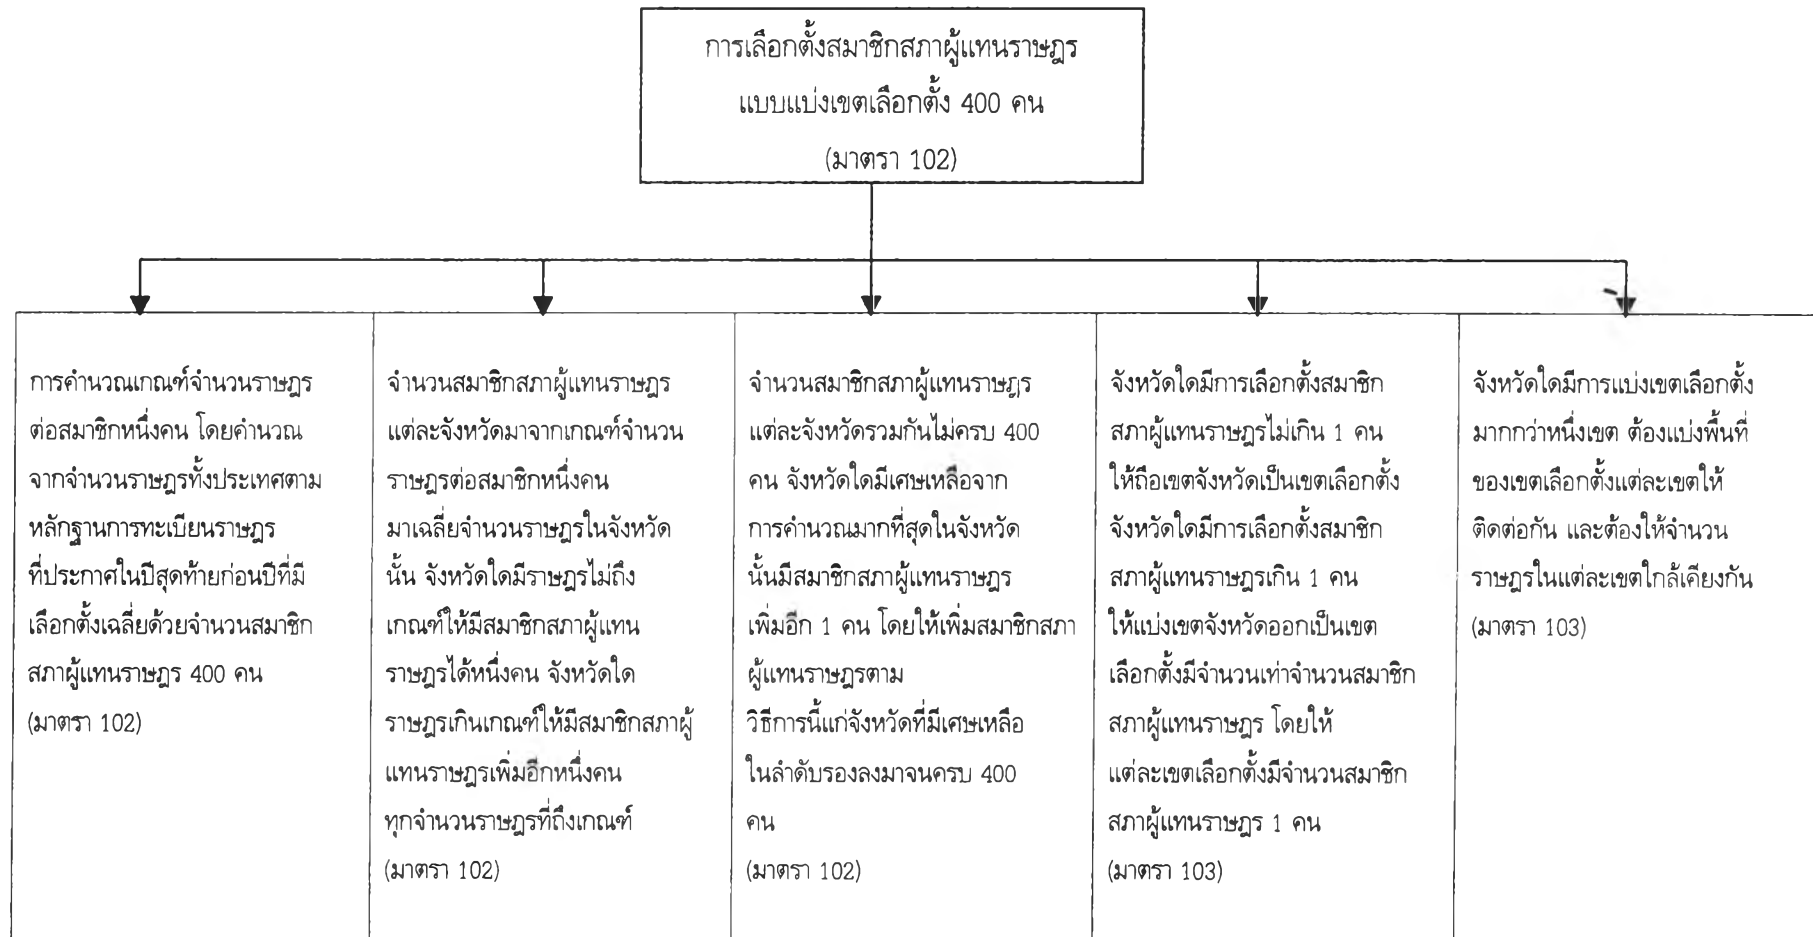 การเลือกตั้งสมาชิกสภาผู้แทนราษฎร
แบบแบ่งเขตเลือกตั้ง 400 คน
(มาตรา 102)
การคำนวณเกณฑ์จำนวนราษฎร
ต่อสมาชิกหนึ่งคน โดยคำนวณ
จากจำนวนราษฎรทั้งประเทศตาม
หลักฐานการทะเบียนราษฎร
ที่ประกาศในปีสุดท้ายก่อนปีที่มี
เลือกตั้งเฉลี่ยด้วยจำนวนสมาชิก
สภาผู้แทนราษฎร 400 คน
(มาตรา 102)
จำนวนสมาชิกสภาผู้แทนราษฎร
แต่ละจังหวัดมาจากเกณฑ์จำนวน
ราษฎรต่อสมาชิกหนึ่งคน
มาเฉลี่ยจำนวนราษฎรในจังหวัด
นั้น จังหวัดใดมีราษฎรไม่ถึง
เกณฑ์ให้มีสมาชิกสภาผู้แทน
ราษฎรได้หนึ่งคน จังหวัดใด
ราษฎรเกินเกณฑ์ให้มีสมาชิกสภาผู้
แทนราษฎรเพิ่มอีกหนึ่งคน
ทุกจำนวนราษฎรที่ถึงเกณฑ์
(มาตรา 102)
จำนวนสมาชิกสภาผู้แทนราษฎร
แต่ละจังหวัดรวมกันไม่ครบ 400
คน จังหวัดใดมีเศษเหลือจาก
การคำนวณมากที่สุดในจังหวัด
นั้นมีสมาชิกสภาผู้แทนราษฎร
เพิ่มอีก 1 คน โดยให้เพิ่มสมาชิกสภา
ผู้แทนราษฎรตาม
วิธีการนี้แก่จังหวัดที่มีเศษเหลือ
ในลำดับรองลงมาจนครบ 400
คน
(มาตรา 102)
จังหวัดใดมีการเลือกตั้งสมาชิก
สภาผู้แทนราษฎรไม่เกิน 1 คน
ให้ถือเขตจังหวัดเป็นเขตเลือกตั้ง
จังหวัดใดมีการเลือกตั้งสมาชิก
สภาผู้แทนราษฎรเกิน 1 คน
ให้แบ่งเขตจังหวัดออกเป็นเขต
เลือกตั้งมีจำนวนเท่าจำนวนสมาชิก
สภาผู้แทนราษฎร โดยให้
แต่ละเขตเลือกตั้งมีจำนวนสมาชิก
สภาผู้แทนราษฎร 1 คน
(มาตรา 103)
จังหวัดใดมีการแบ่งเขตเลือกตั้ง
มากกว่าหนึ่งเขต ต้องแบ่งพื้นที่
ของเขตเลือกตั้งแต่ละเขตให้
ติดต่อกัน และต้องให้จำนวน
ราษฎรในแต่ละเขตใกล้เคียงกัน
(มาตรา 103)